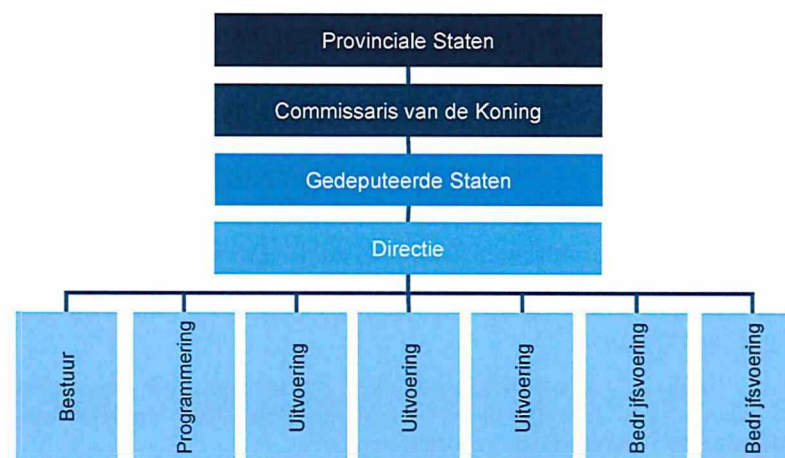 Provinciale Staten
Commissaris van de Koning
Gedeputeerde Staten
Directie
Bestuur
Programmering
Uitvoering
Uitvoering
Uitvoering
Bedr jfsvoering
Bedr jfsvoering